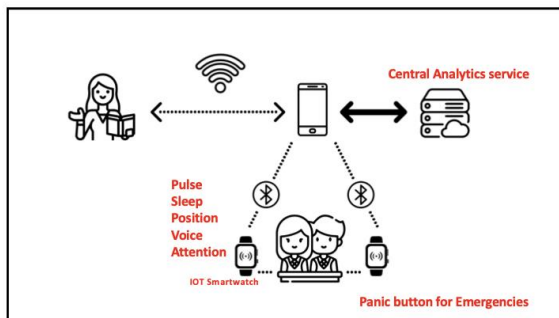 Central Analytics service
Pulse
Sleep
Position
Voice
Attention
IOT Smartwatch
Panic button for Emergencies